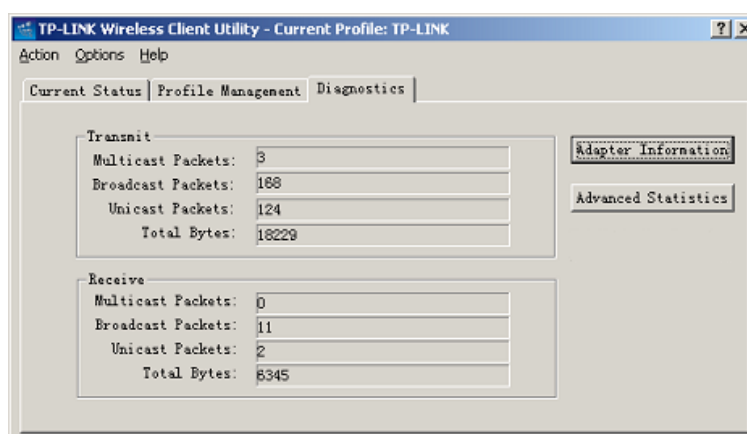 TP-LINK Wireless Client Utility - Current Profile: TP-LINK
Action Options Help
Current Status Profile Management Diagnostics
Transmit
Multicast Packets: 3
Broadcast Packets: 168
Unicast Packets: 124
Total Bytes: 18229
Adapter Information
Advanced Statistics
Receive
Multicast Packets: 0
Broadcast Packets: 11
Unicast Packets: 2
Total Bytes: 6345